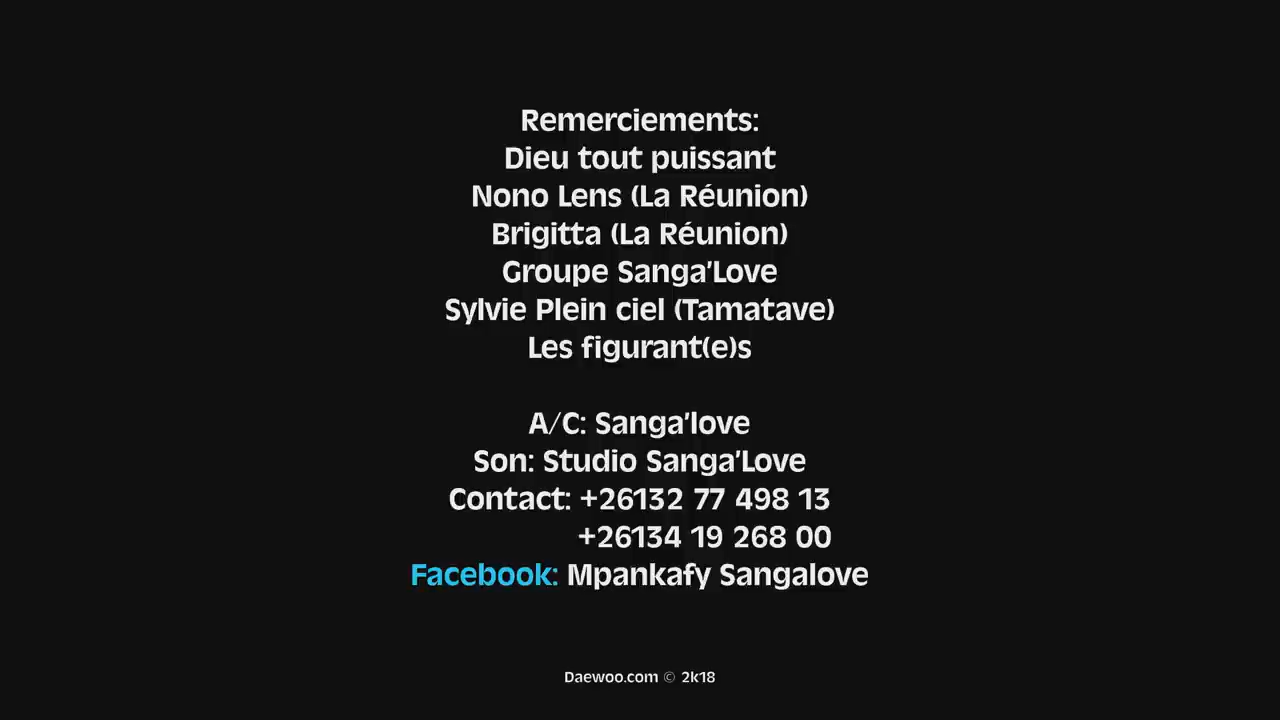 Remerciements:
Dieu tout puissant
Nono Lens (La Réunion)
Brigitta (La Réunion)
Groupe Sanga'Love
Sylvie Plein ciel (Tamatave)
Les figurant(e)s
A/C: Sanga'love
Son: Studio Sanga'Love
Contact: +26132 77 498 13
+26134 19 268 00
Facebook: Mpankafy Sangalove
Daewoo.com © 2k18